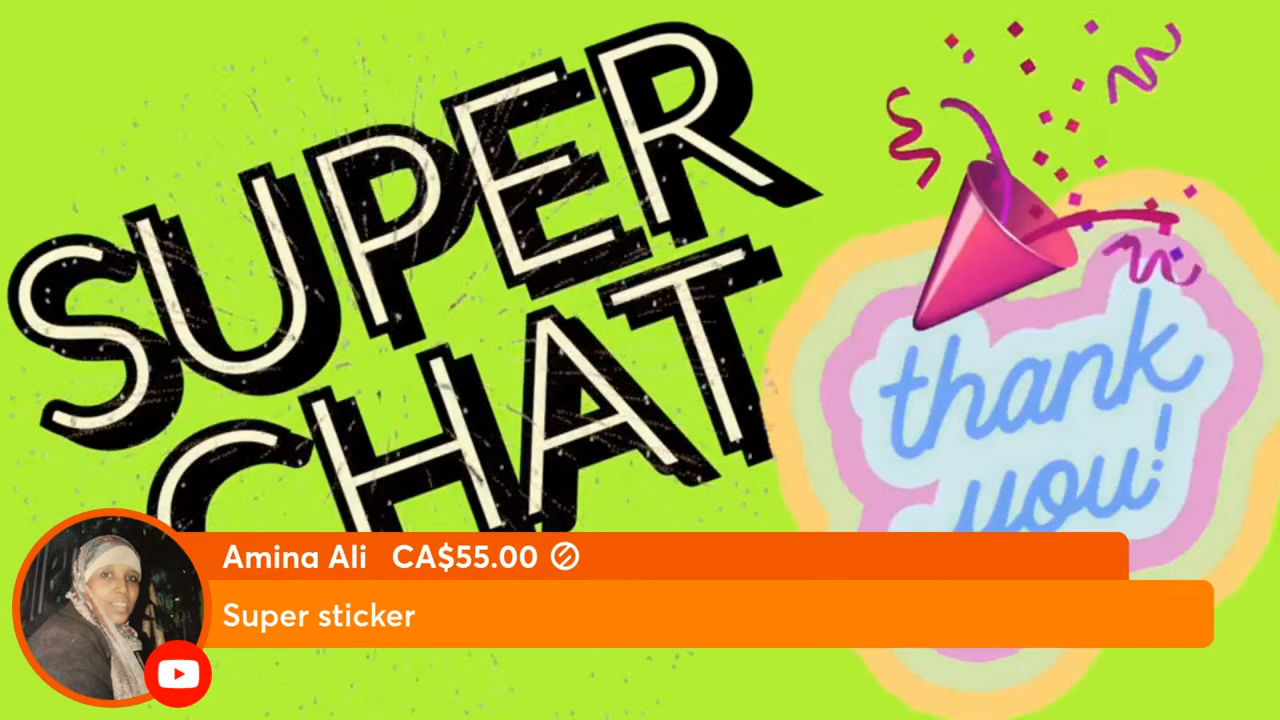 SUPER
CHAT
thank
you!
Amina Ali CA$55.00
Super sticker